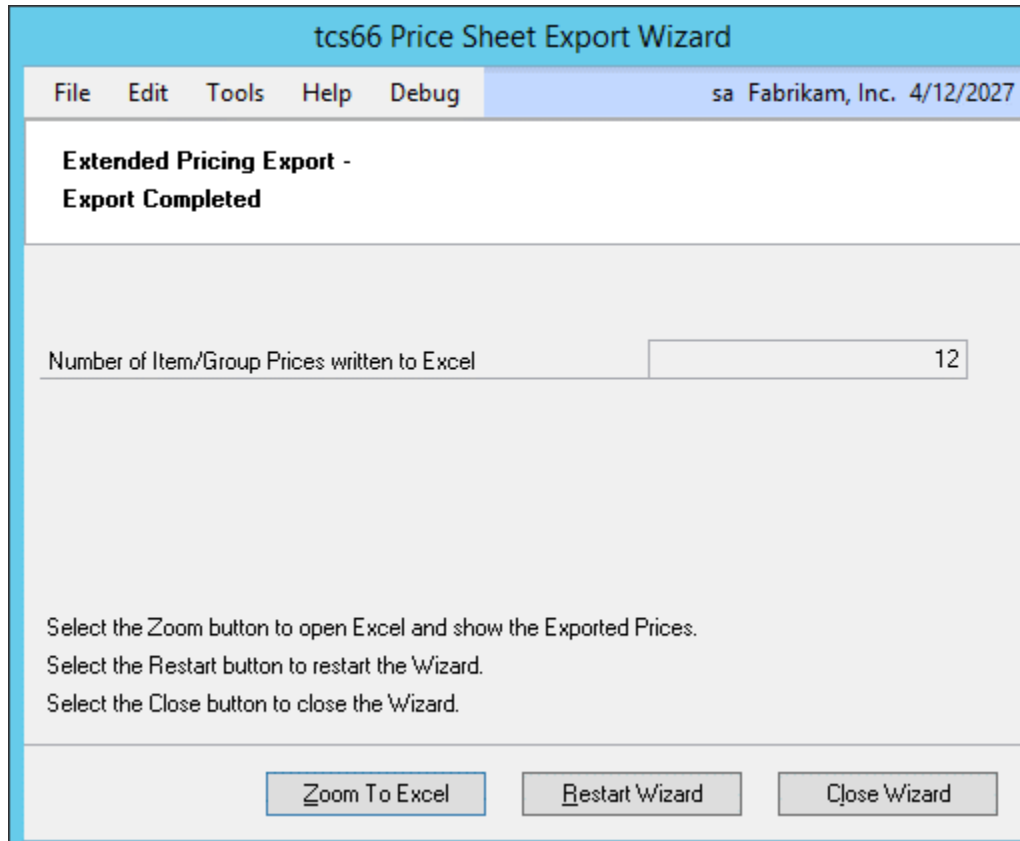 tcs66 Price Sheet Export Wizard
File Edit Tools Help Debug sa Fabrikam, Inc. 4/12/2027
Extended Pricing Export -
Export Completed
Number of Item/Group Prices written to Excel 12
Select the Zoom button to open Excel and show the Exported Prices.
Select the Restart button to restart the Wizard.
Select the Close button to close the Wizard.
Zoom To Excel Restart Wizard Close Wizard